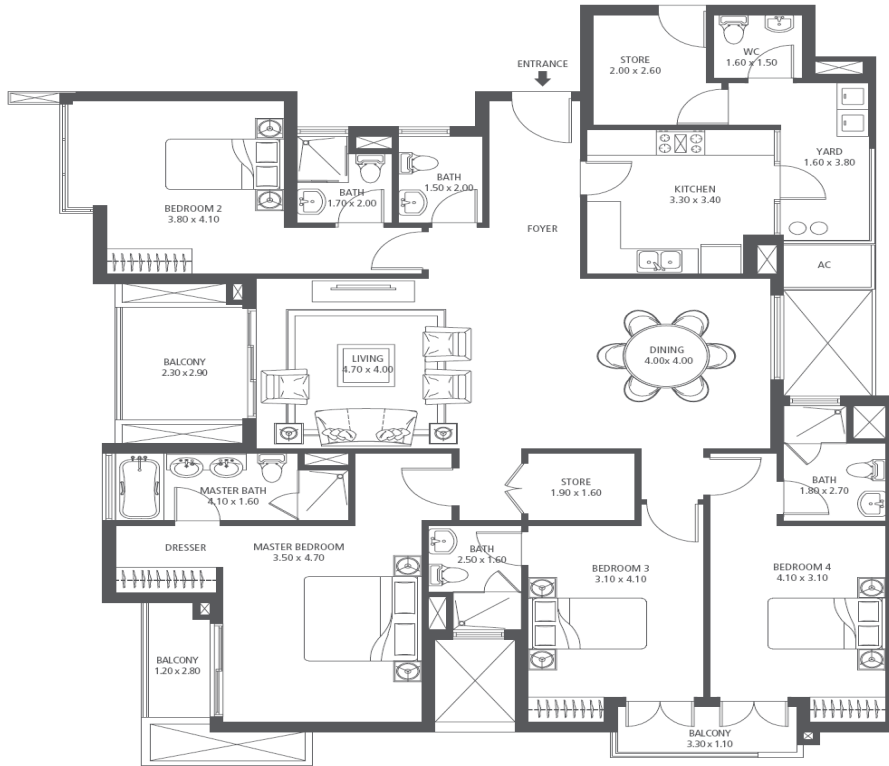 ENTRANCE
STORE
2.00 x 2.60
WC
1.60 x 1.50
YARD
1.60 x 3.80
BATH
1.70 x 2.00
BATH
1.50 x 2.00
KITCHEN
3.30 x 3.40
BEDROOM 2
3.80 x 4.10
FOYER
AC
BALCONY
2.30 x 2.90
LIVING
4.70 x 4.00
DINING
4.00x 4.00
MASTER BATH
4.10 x 1.60
STORE
1.90 x 1.60
BATH
1.80 x 2.70
DRESSER
MASTER BEDROOM
3.50 x 4.70
BATH
2.50 x 1.60
BEDROOM 3
3.10 x 4.10
BEDROOM 4
4.10 x 3.10
BALCONY
1.20 x 2.80
BALCONY
3.30 x 1.10